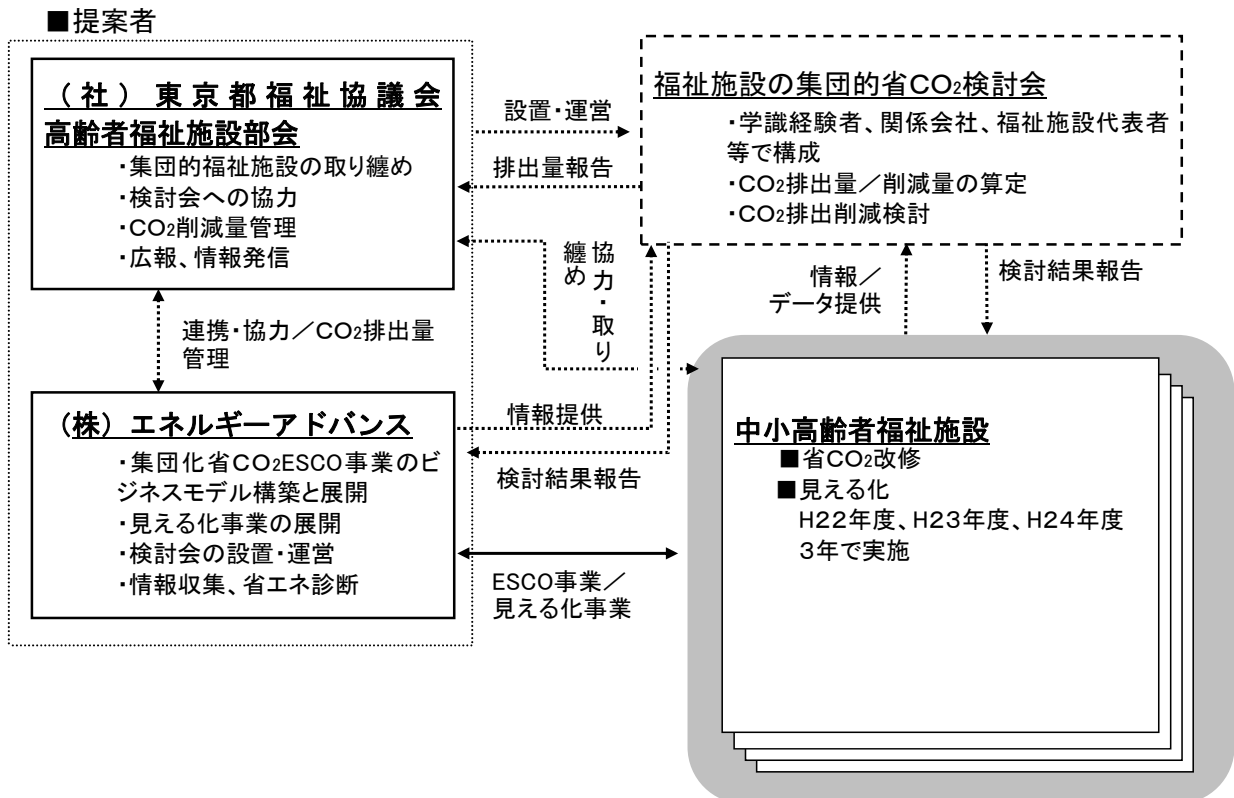 ■提案者
（社）東京都福祉協議会
高齢者福祉施設部会
・集団的福祉施設の取り纏め
・検討会への協力
・CO2削減量管理
・広報、情報発信
設置・運営
排出量報告
福祉施設の集団的省CO2検討会
・学識経験者、関係会社、福祉施設代表者
等で構成
・CO2排出量／削減量の算定
・CO2排出削減検討
協力・取り
纏め
情報／
データ提供
検討結果報告
連携・協力／CO2排出量
管理
（株）エネルギーアドバンス
・集団化省CO2ESCO事業のビ
ジネスモデル構築と展開
・見える化事業の展開
・検討会の設置・運営
・情報収集、省エネ診断
情報提供
検討結果報告
ESCO事業／
見える化事業
中小高齢者福祉施設
■省CO2改修
■見える化
H22年度、H23年度、H24年度
3年で実施